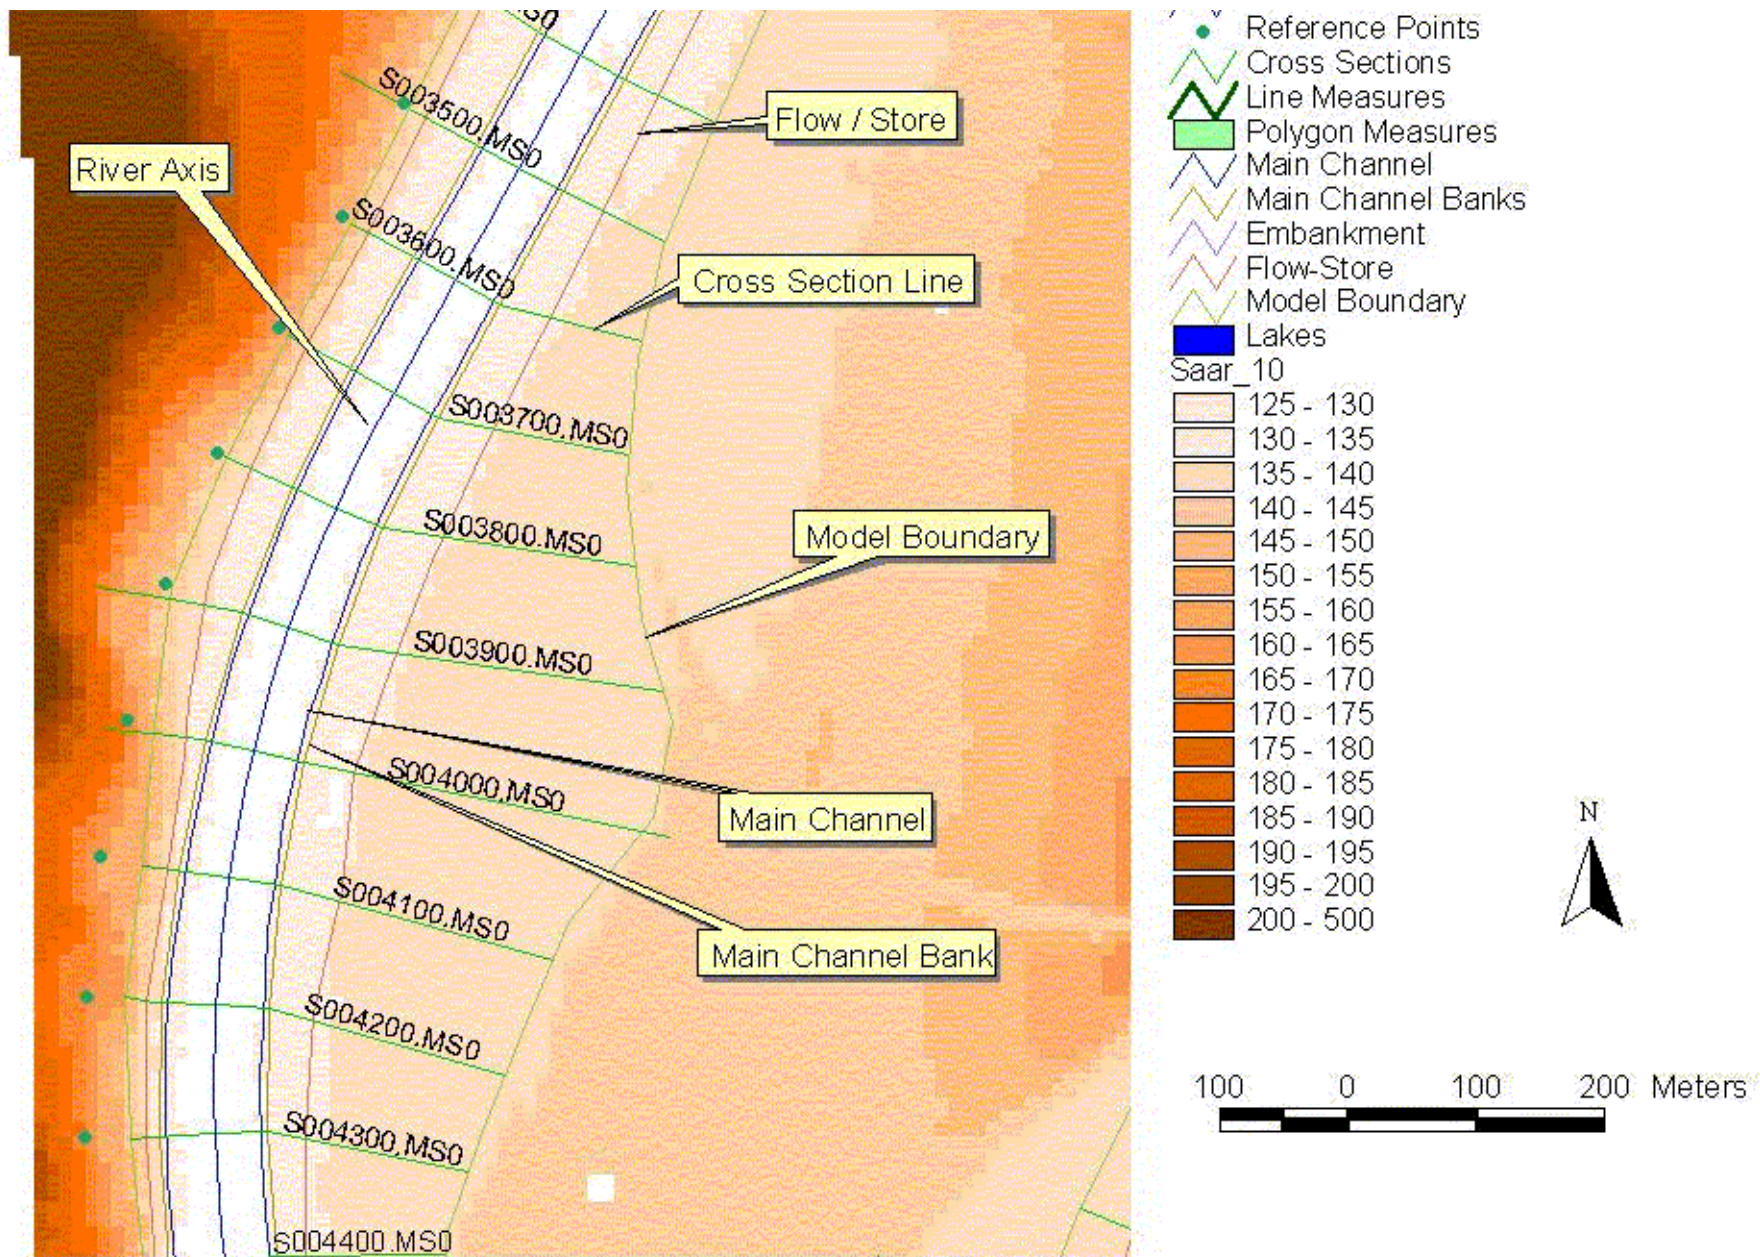 S0
S003500.MS0
Flow / Store
River Axis
S003600.MS0
Cross Section Line
S003700.MS0
S003800.MS0
Model Boundary
S003900.MS0
S004000.MS0
Main Channel
S004100.MS0
Main Channel Bank
S004200.MS0
S004300.MS0
S004400.MS0
Reference Points
Cross Sections
Line Measures
Polygon Measures
Main Channel
Main Channel Banks
Embankment
Flow-Store
Model Boundary
Lakes
Saar_10
125 - 130
130 - 135
135 - 140
140 - 145
145 - 150
150 - 155
155 - 160
160 - 165
165 - 170
170 - 175
175 - 180
180 - 185
185 - 190
190 - 195
195 - 200
200 - 500
N
100 0 100 200 Meters